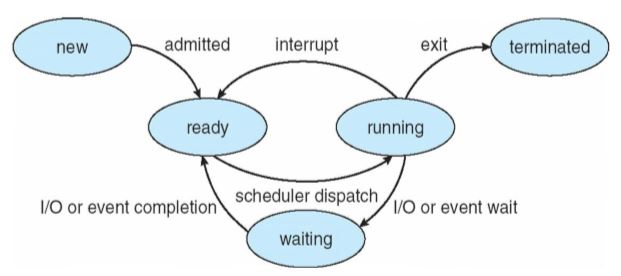 new
admitted
interrupt
exit
terminated
ready
running
I/O or event completion
scheduler dispatch
I/O or event wait
waiting